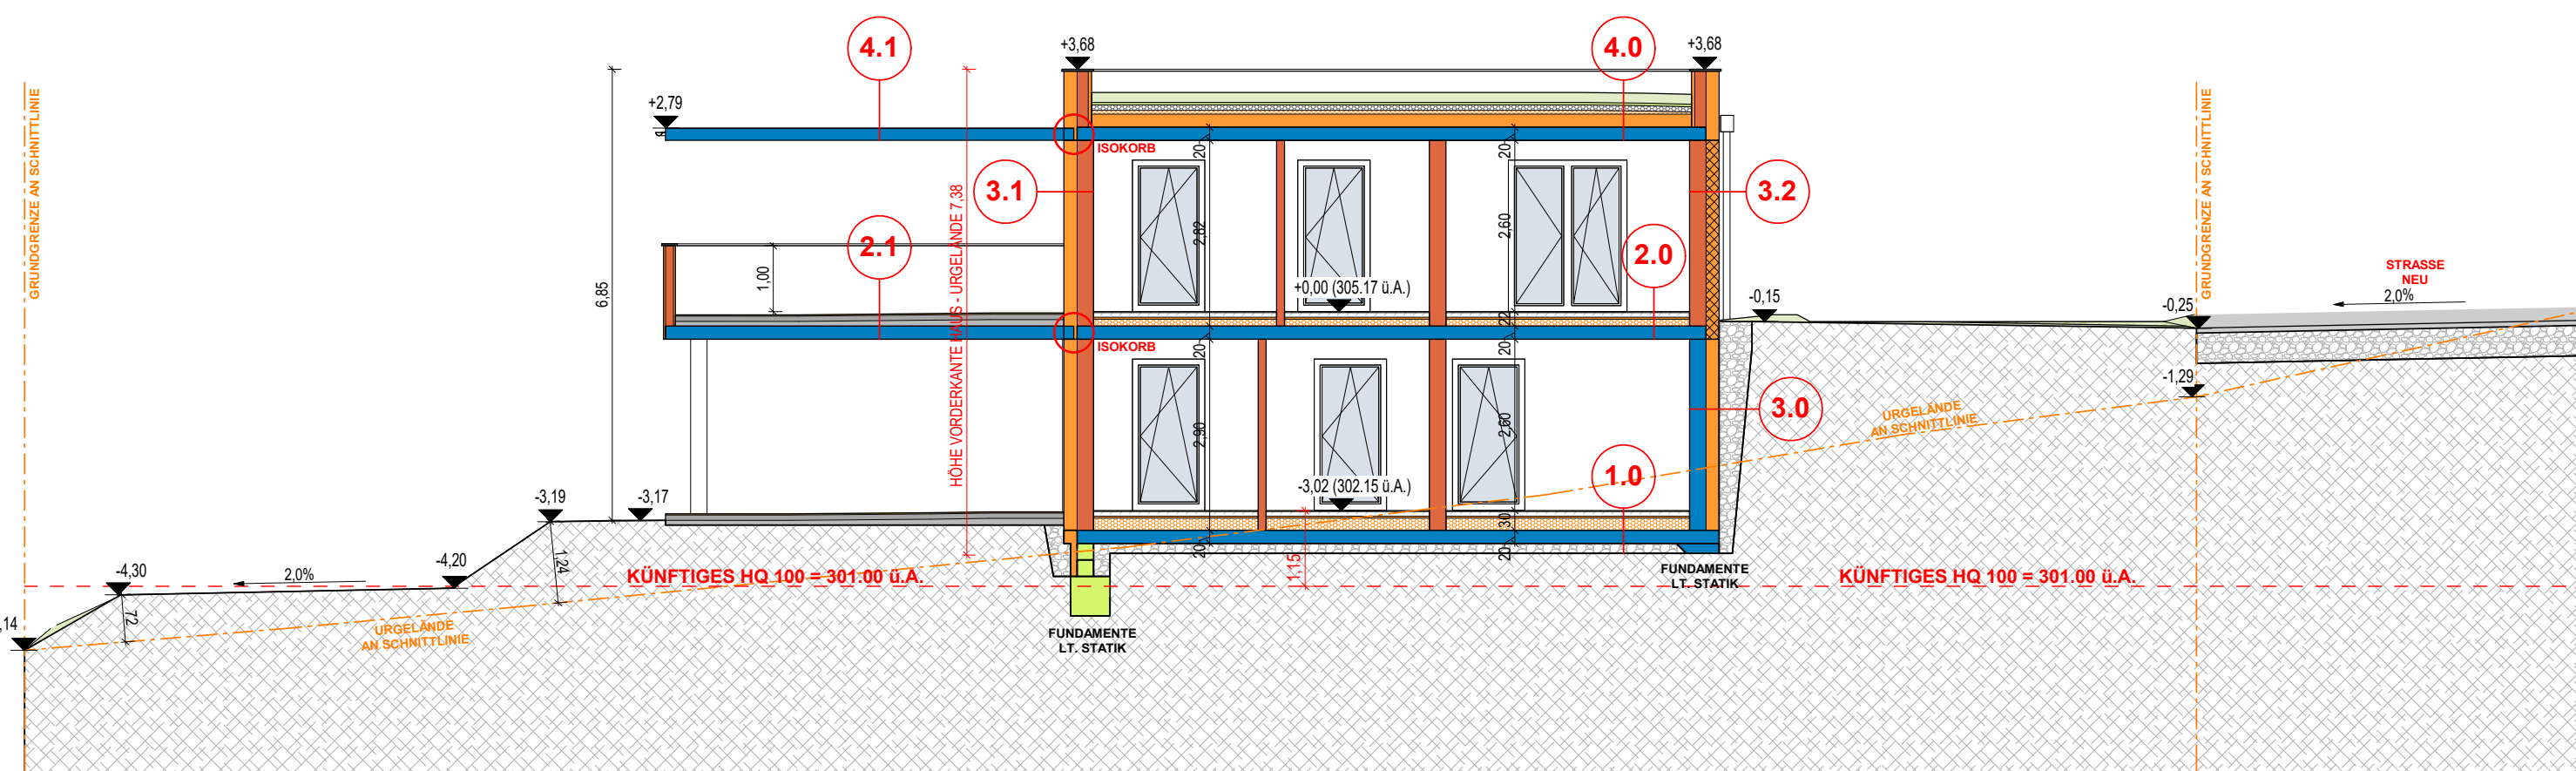 4.1
+3,68
4.0
+3,68
+2,79
GRUNDGRENZE AN SCHNITTLINIE
GRUNDGRENZE AN SCHNITTLINIE
ISOKORB
20
20
3.1
3.2
HÖHE VORDERKANTE HAUS - URGELÄNDE 7,38
2,82
2,60
2.1
2.0
6,85
1,00
+0,00 (305.17 ü.A.)
STRASSE
NEU
2,0%
-0,15
-0,25
22
ISOKORB
20
20
-1,29
3.0
URGELÄNDE
AN SCHNITTLINIE
2,90
2,60
1.0
-3,02 (302.15 ü.A.)
-3,19
-3,17
30
20
20
1,15
1,24
-4,20
-4,30
2,0%
KÜNFTIGES HQ 100 = 301.00 ü.A.
FUNDAMENTE
LT. STATIK
KÜNFTIGES HQ 100 = 301.00 ü.A.
72
,14
URGELÄNDE
AN SCHNITTLINIE
FUNDAMENTE
LT. STATIK